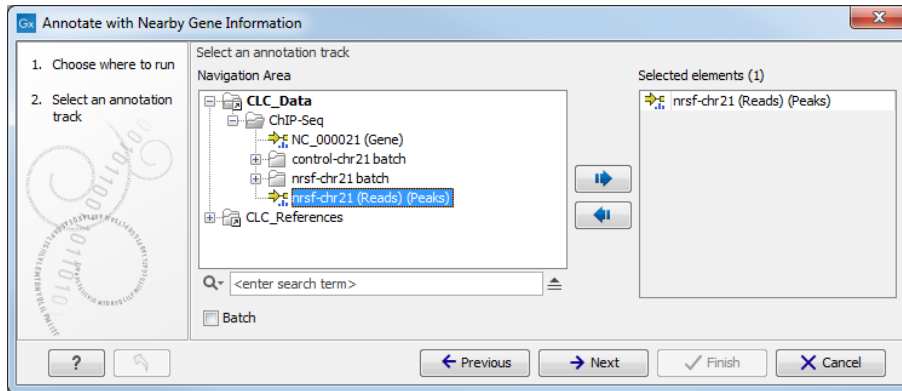 Gx Annotate with Nearby Gene Information
X
1. Choose where to run
2. Select an annotation
track
Select an annotation track
Navigation Area
CLC_Data
ChIP-Seq
NC_000021 (Gene)
control-chr21 batch
nrsf-chr21 batch
nrsf-chr21 (Reads) (Peaks)
CLC_References
<enter search term>
Batch
Selected elements (1)
nrsf-chr21 (Reads) (Peaks)
?
Previous
Next
Finish
Cancel